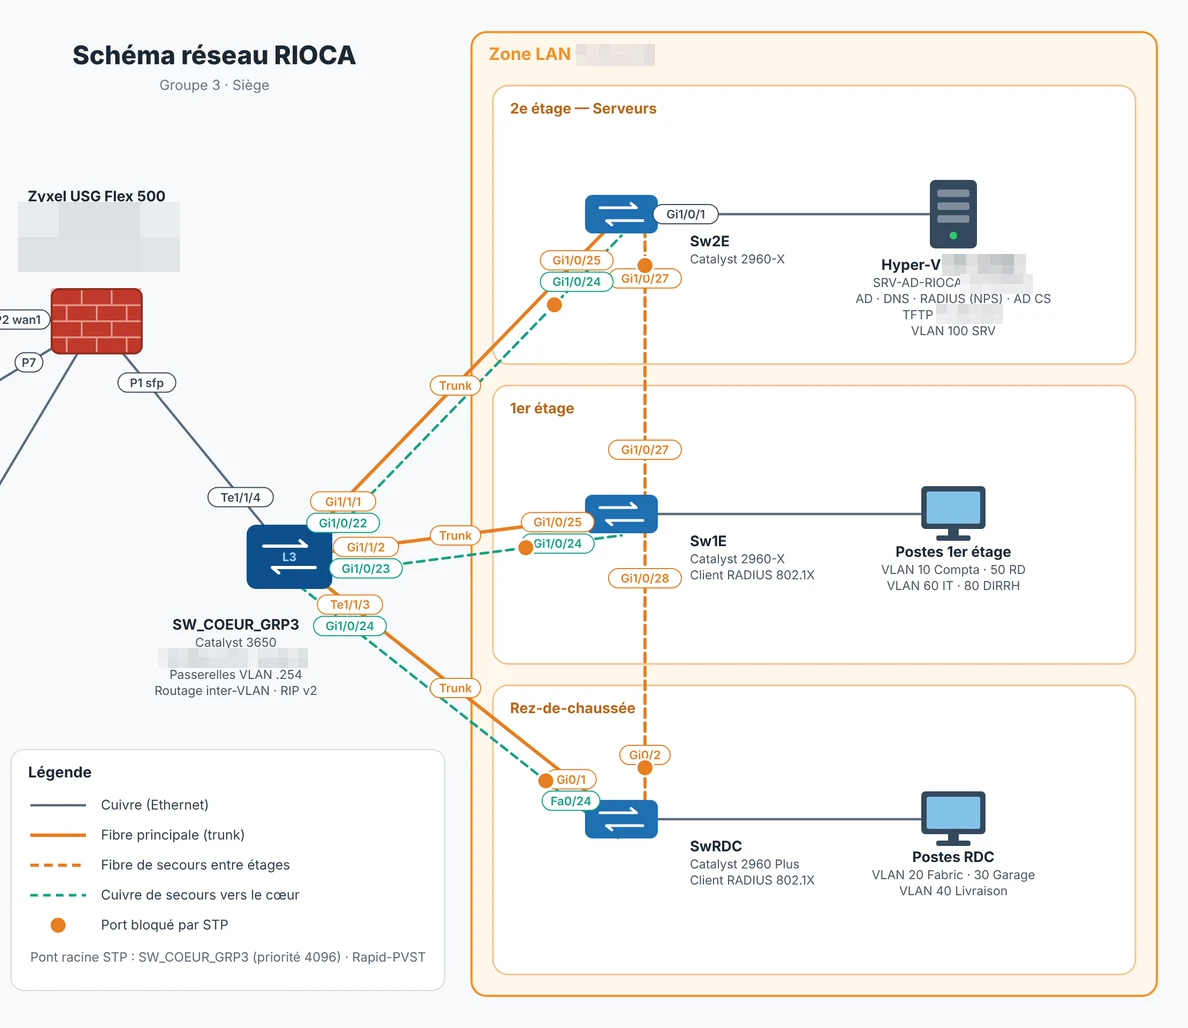 Schéma réseau RIOCA
Groupe 3 · Siège
Zyxel USG Flex 500
P2 wan1
P7
P1 sfp
Te1/1/4
L3
SW_COEUR_GRP3
Catalyst 3650
Passerelles VLAN .254
Routage inter-VLAN · RIP v2
Gi1/1/1
Gi1/0/22
Gi1/1/2
Gi1/0/23
Te1/1/3
Gi1/0/24
Trunk
Trunk
Trunk
Zone LAN
2e étage — Serveurs
Gi1/0/1
Gi1/0/25
Gi1/0/24
Gi1/0/27
Sw2E
Catalyst 2960-X
Hyper-V
SRV-AD-RIOCA
AD · DNS · RADIUS (NPS) · AD CS
TFTP
VLAN 100 SRV
1er étage
Gi1/0/27
Gi1/0/25
Gi1/0/24
Gi1/0/28
Sw1E
Catalyst 2960-X
Client RADIUS 802.1X
Postes 1er étage
VLAN 10 Compta · 50 RD
VLAN 60 IT · 80 DIRRH
Rez-de-chaussée
Gi0/2
Gi0/1
Fa0/24
SwRDC
Catalyst 2960 Plus
Client RADIUS 802.1X
Postes RDC
VLAN 20 Fabric · 30 Garage
VLAN 40 Livraison
Légende
Cuivre (Ethernet)
Fibre principale (trunk)
Fibre de secours entre étages
Cuivre de secours vers le cœur
Port bloqué par STP
Pont racine STP : SW_COEUR_GRP3 (priorité 4096) · Rapid-PVST